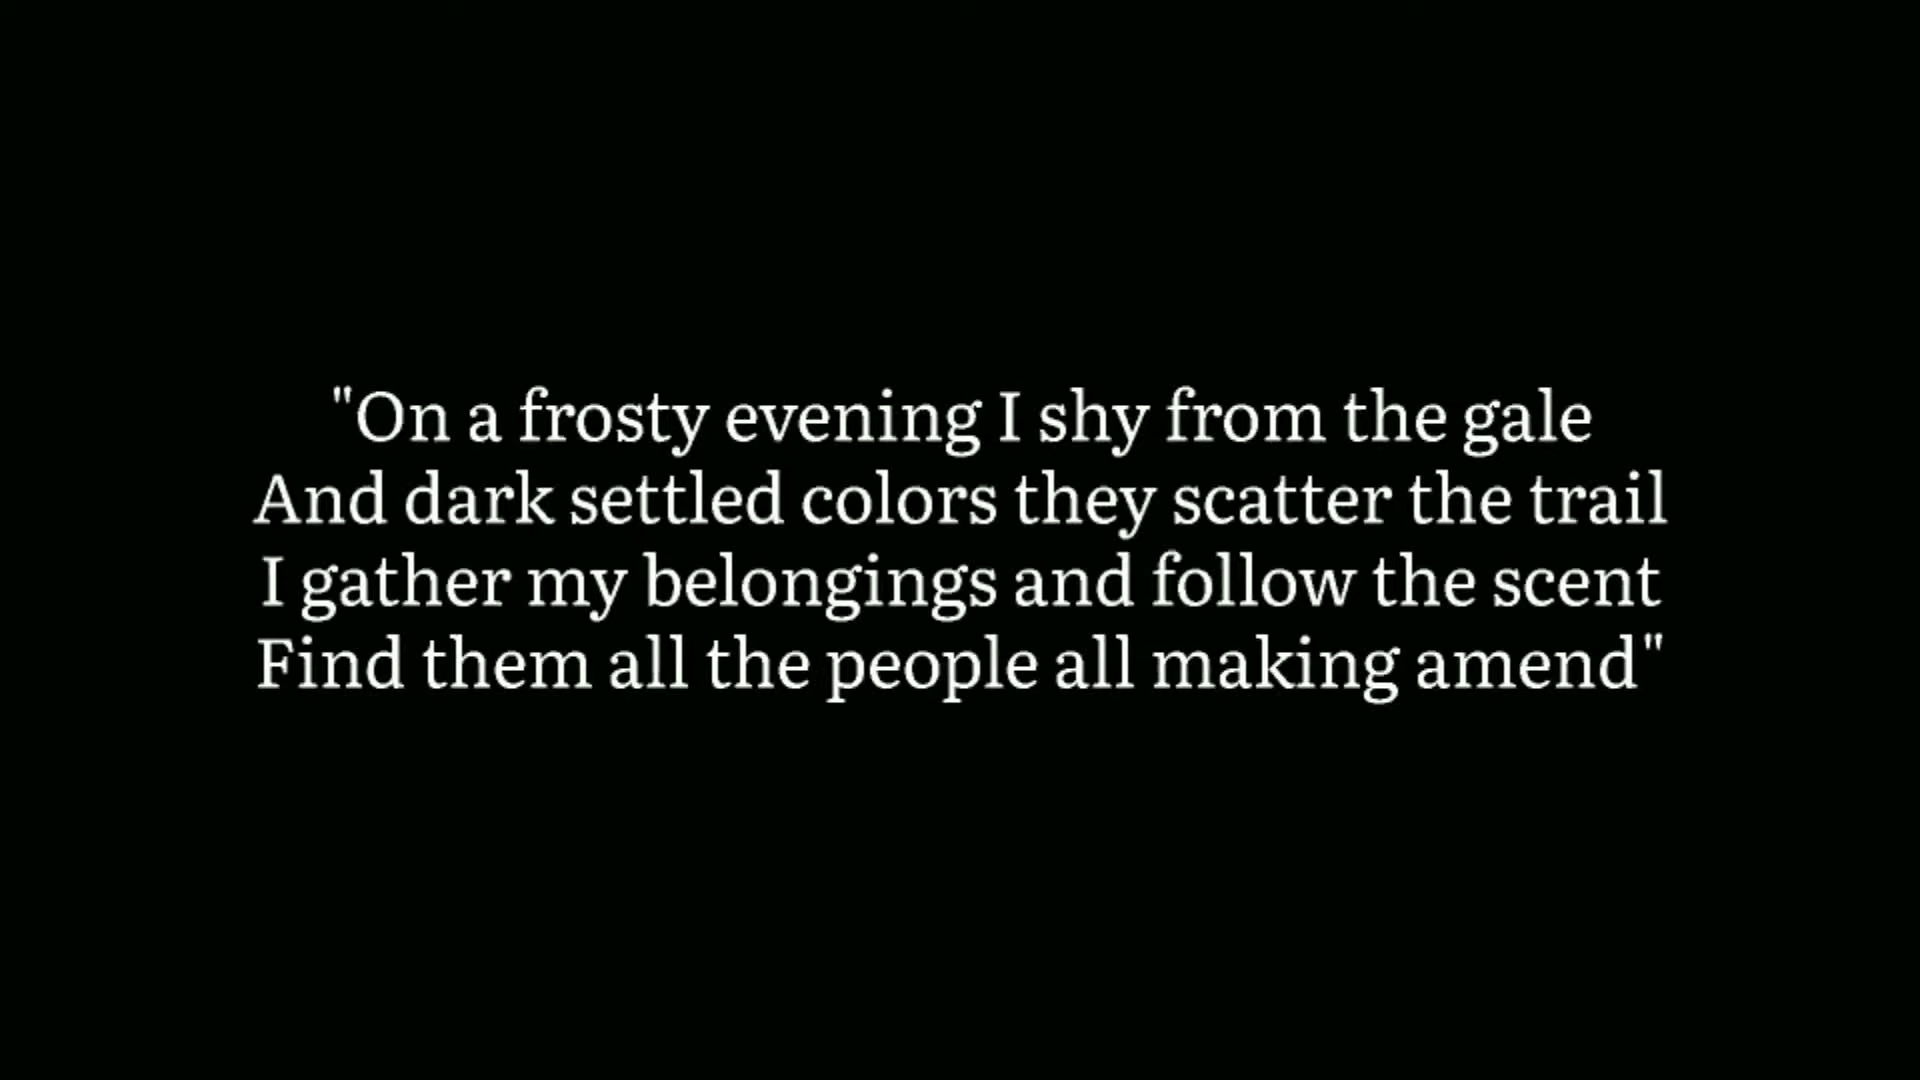 "On a frosty evening I shy from the gale
And dark settled colors they scatter the trail
I gather my belongings and follow the scent
Find them all the people all making amend"